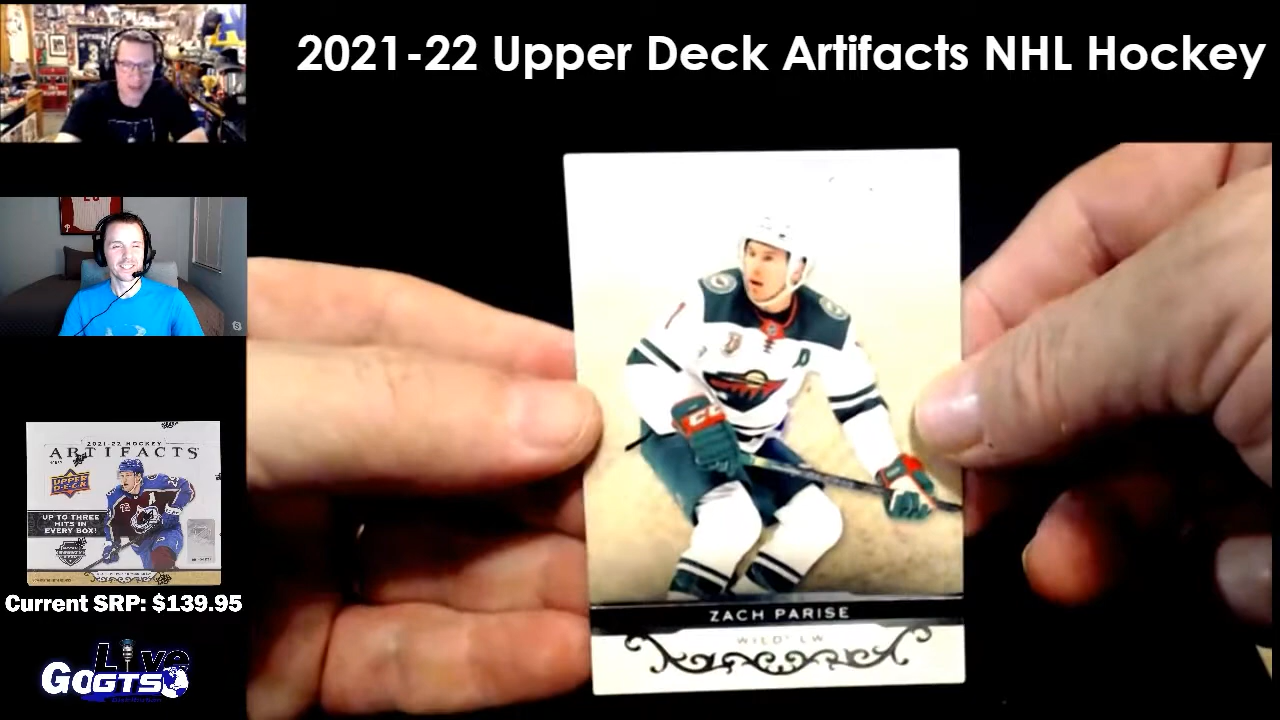 2021-22 Upper Deck Artifacts NHL Hockey
2021-22 HOCKEY
ARTIFACTS
UPPER
DECK
UP TO THREE
HITS IN
EVERY BOX!
Current SRP: $139.95
Live
GoGTS
CCM
ZACH PARISE
WILD LW